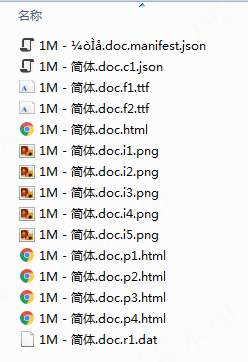 名称
1M - ¼òÌå.doc.manifest.json
1M - 简体.doc.c1.json
1M - 简体.doc.f1.ttf
1M - 简体.doc.f2.ttf
1M - 简体.doc.html
1M - 简体.doc.i1.png
1M - 简体.doc.i2.png
1M - 简体.doc.i3.png
1M - 简体.doc.i4.png
1M - 简体.doc.i5.png
1M - 简体.doc.p1.html
1M - 简体.doc.p2.html
1M - 简体.doc.p3.html
1M - 简体.doc.p4.html
1M - 简体.doc.r1.dat